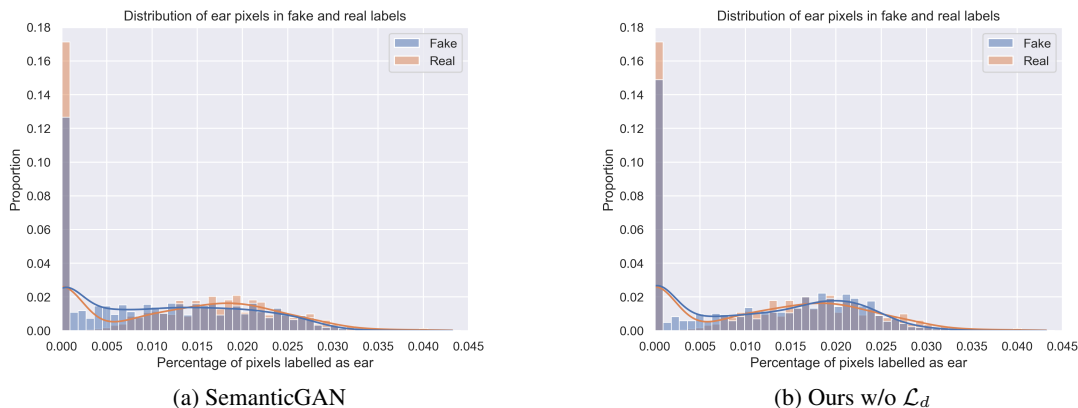 Distribution of ear pixels in fake and real labels
0.18
0.16
0.14
0.12
0.10
0.08
0.06
0.04
0.02
0.00
Proportion
Fake
Real
0.000 0.005 0.010 0.015 0.020 0.025 0.030 0.035 0.040 0.045
Percentage of pixels labelled as ear
(a) SemanticGAN
Distribution of ear pixels in fake and real labels
0.18
0.16
0.14
0.12
0.10
0.08
0.06
0.04
0.02
0.00
Proportion
Fake
Real
0.000 0.005 0.010 0.015 0.020 0.025 0.030 0.035 0.040 0.045
Percentage of pixels labelled as ear
(b) Ours w/o ℒd